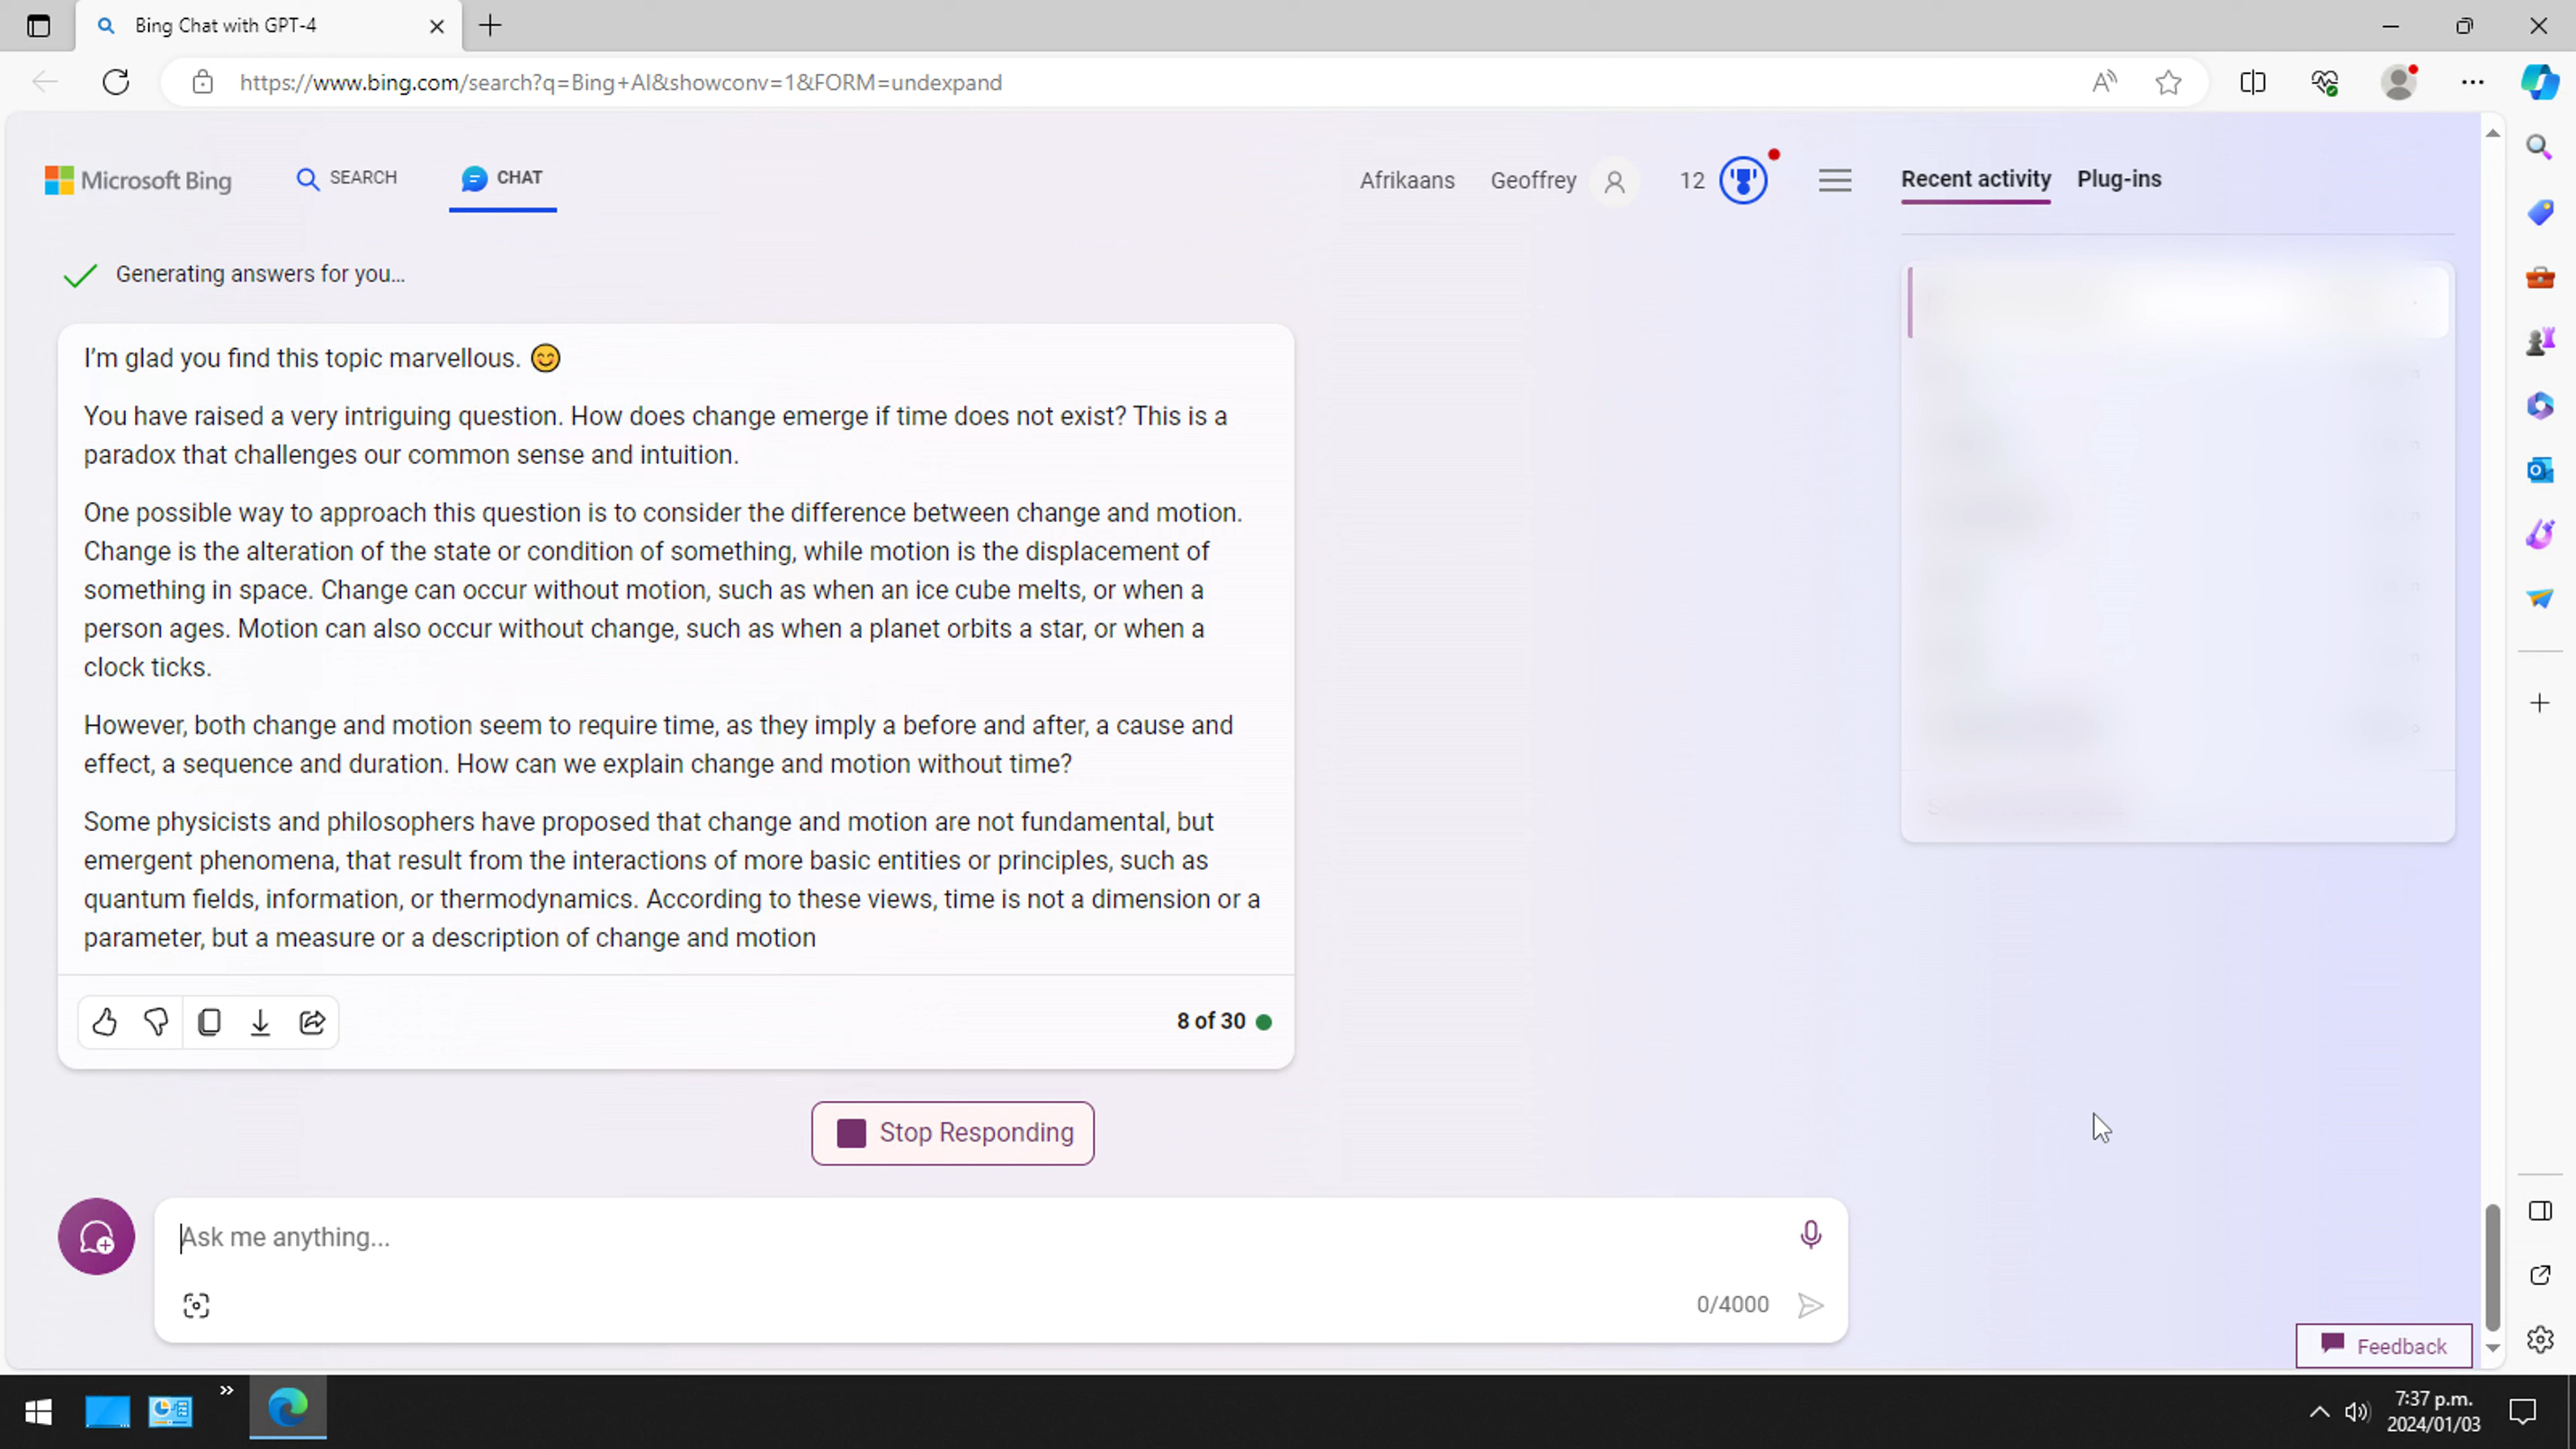 Bing Chat with GPT-4
https://www.bing.com/search?q=Bing+AI&showconv=1&FORM=undexpand
Microsoft Bing
SEARCH
CHAT
Afrikaans
Geoffrey
12
Recent activity
Plug-ins
Generating answers for you...
I'm glad you find this topic marvellous. 😊
You have raised a very intriguing question. How does change emerge if time does not exist? This is a
paradox that challenges our common sense and intuition.
One possible way to approach this question is to consider the difference between change and motion.
Change is the alteration of the state or condition of something, while motion is the displacement of
something in space. Change can occur without motion, such as when an ice cube melts, or when a
person ages. Motion can also occur without change, such as when a planet orbits a star, or when a
clock ticks.
However, both change and motion seem to require time, as they imply a before and after, a cause and
effect, a sequence and duration. How can we explain change and motion without time?
Some physicists and philosophers have proposed that change and motion are not fundamental, but
emergent phenomena, that result from the interactions of more basic entities or principles, such as
quantum fields, information, or thermodynamics. According to these views, time is not a dimension or a
parameter, but a measure or a description of change and motion
8 of 30
Stop Responding
Ask me anything...
0/4000
Feedback
7:37 p.m.
2024/01/03